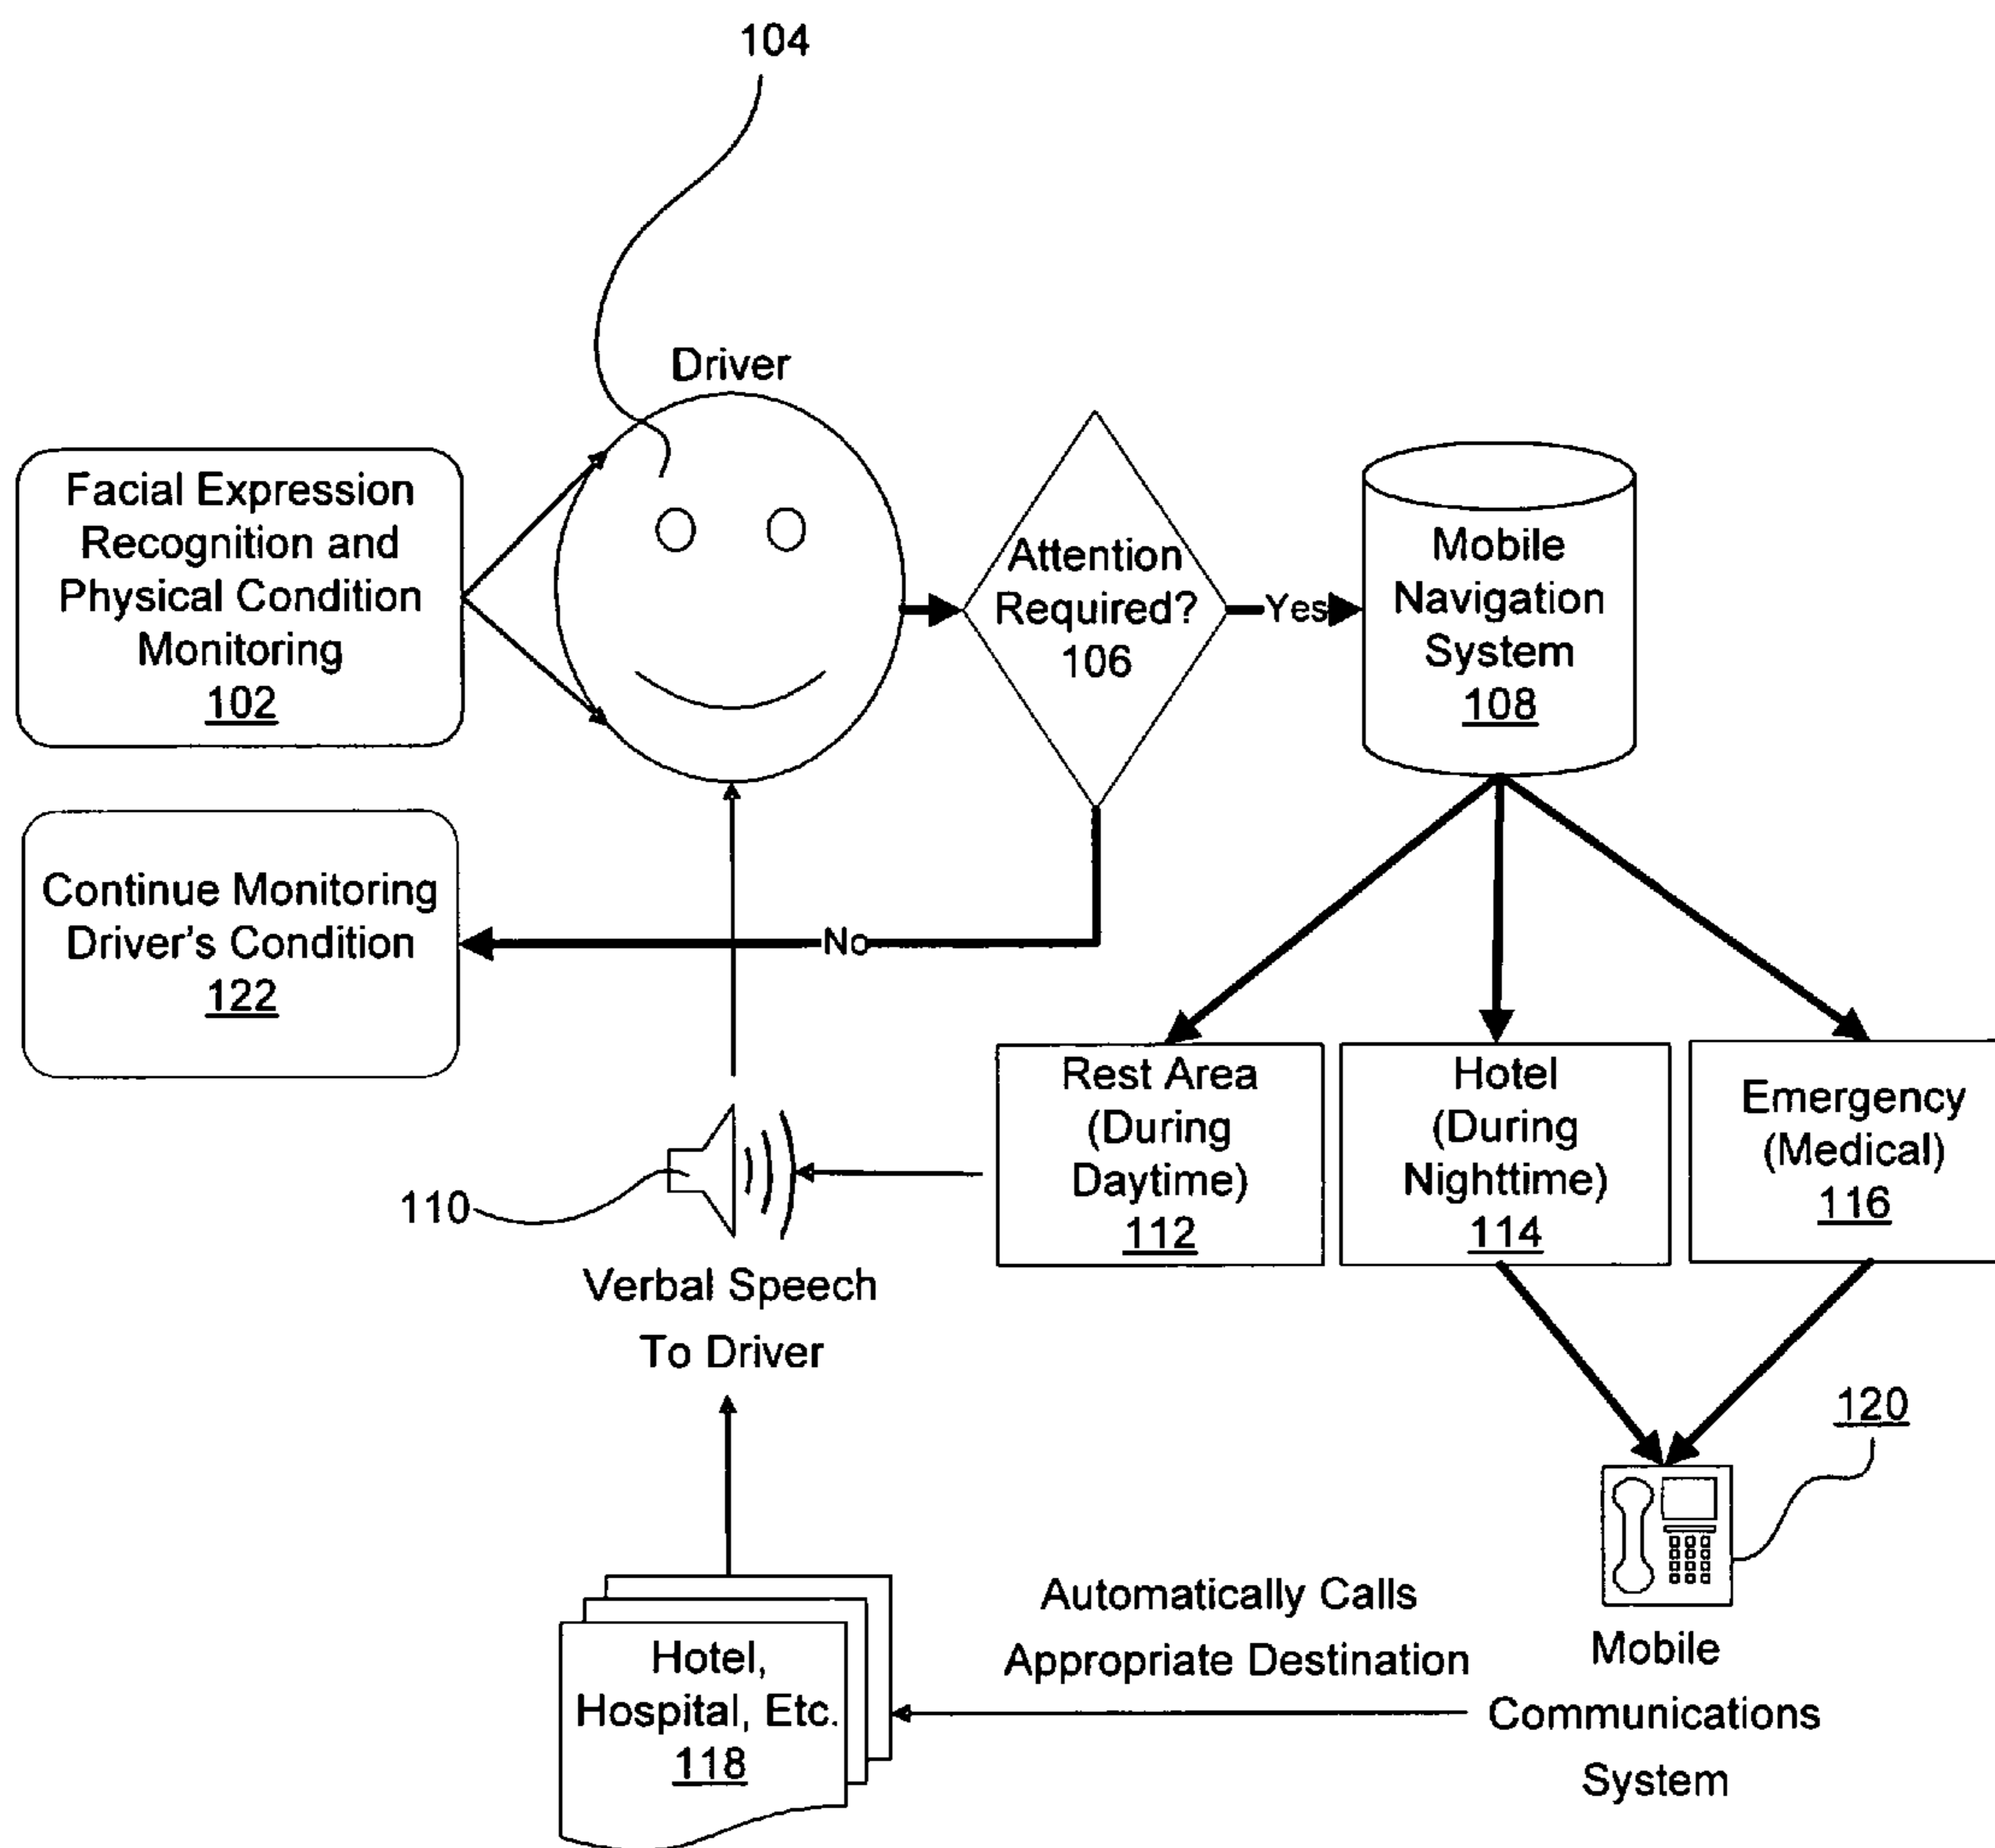 104
Driver
Facial Expression
Recognition and
Physical Condition
Monitoring
102
Attention
Required?
106
Yes
Mobile
Navigation
System
108
Continue Monitoring
Driver's Condition
122
No
Rest Area
(During
Daytime)
112
Hotel
(During
Nighttime)
114
Emergency
(Medical)
116
110
Verbal Speech
To Driver
120
Mobile
Communications
System
Automatically Calls
Appropriate Destination
Hotel,
Hospital, Etc.
118